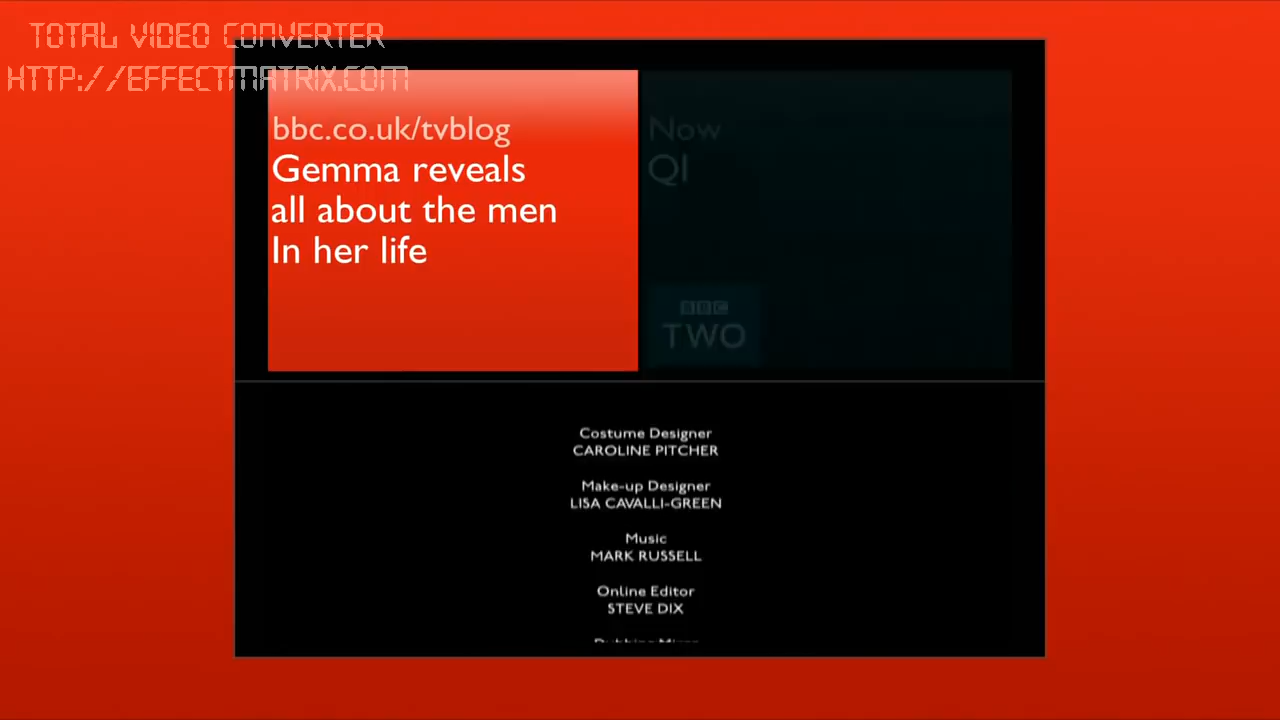 TOTAL VIDEO CONVERTER
HTTP://EFFECTMATRIX.COM
bbc.co.uk/tvblog
Gemma reveals
all about the men
In her life
Now
QI
BBC
TWO
Costume Designer
CAROLINE PITCHER
Make-up Designer
LISA CAVALLI-GREEN
Music
MARK RUSSELL
Online Editor
STEVE DIX